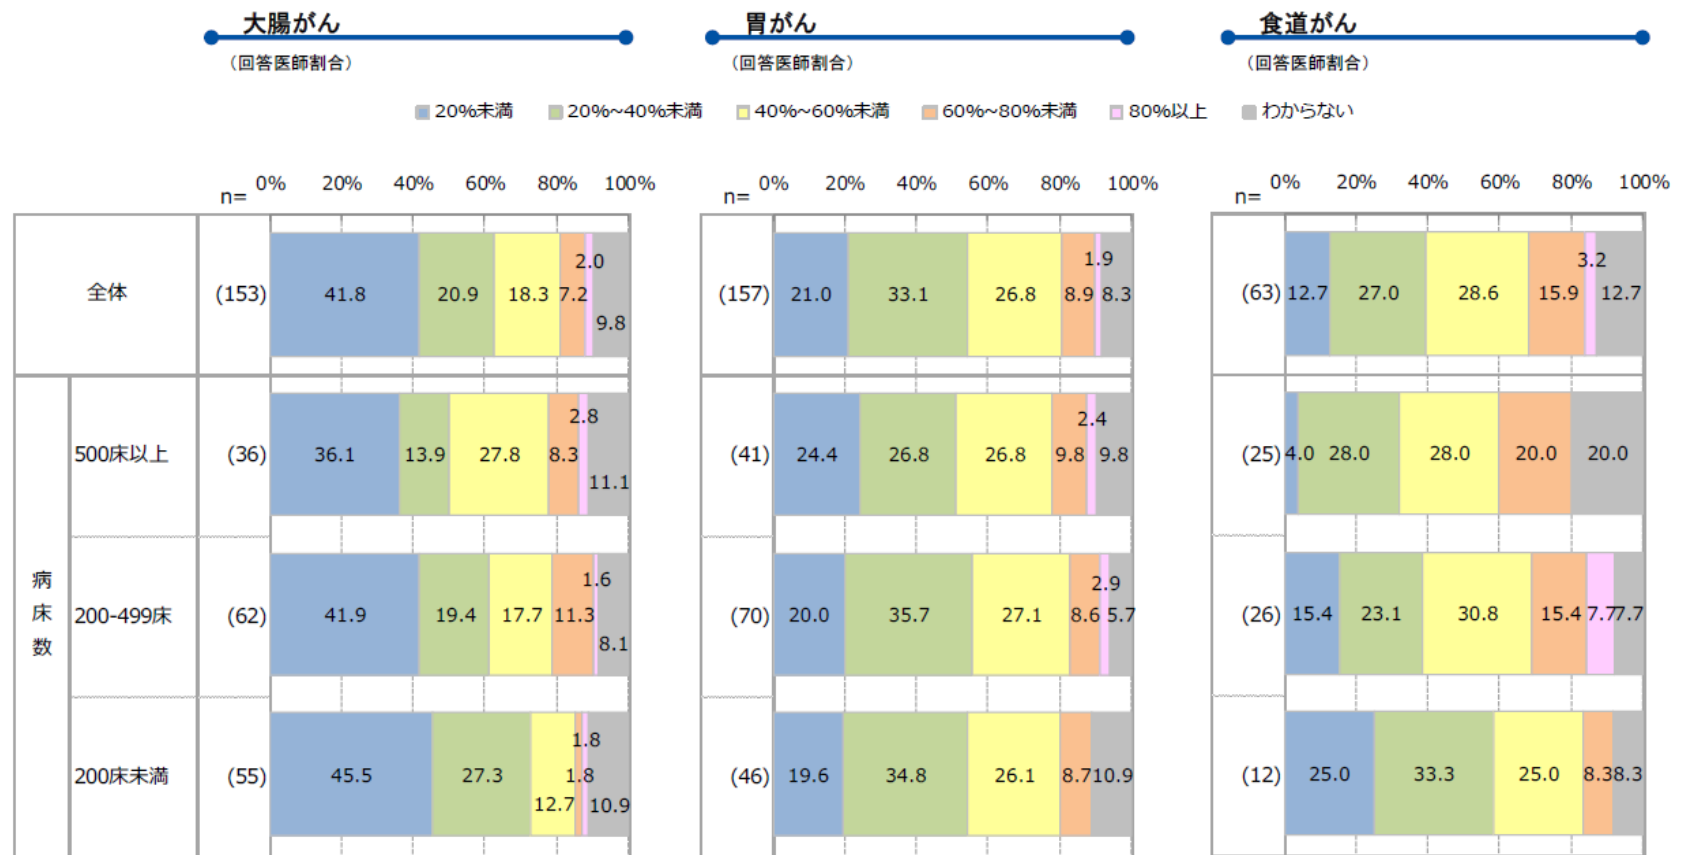 大腸がん 胃がん 食道がん
(回答医師割合) (回答医師割合) (回答医師割合)
20%未満 20%~40%未満 40%~60%未満 60%~80%未満 80%以上 わからない
n= 0% 20% 40% 60% 80% 100% n= 0% 20% 40% 60% 80% 100% n= 0% 20% 40% 60% 80% 100%
全体 (153) 41.8 20.9 18.3 7.2 2.0 9.8 (157) 21.0 33.1 26.8 8.9 1.9 8.3 (63) 12.7 27.0 28.6 15.9 3.2 12.7
病床数
500床以上 (36) 36.1 13.9 27.8 8.3 2.8 11.1 (41) 24.4 26.8 26.8 9.8 2.4 9.8 (25) 4.0 28.0 28.0 20.0 20.0
200-499床 (62) 41.9 19.4 17.7 11.3 1.6 8.1 (70) 20.0 35.7 27.1 8.6 2.9 5.7 (26) 15.4 23.1 30.8 15.4 7.7 7.7
200床未満 (55) 45.5 27.3 12.7 1.8 1.8 10.9 (46) 19.6 34.8 26.1 8.7 10.9 (12) 25.0 33.3 25.0 8.3 8.3